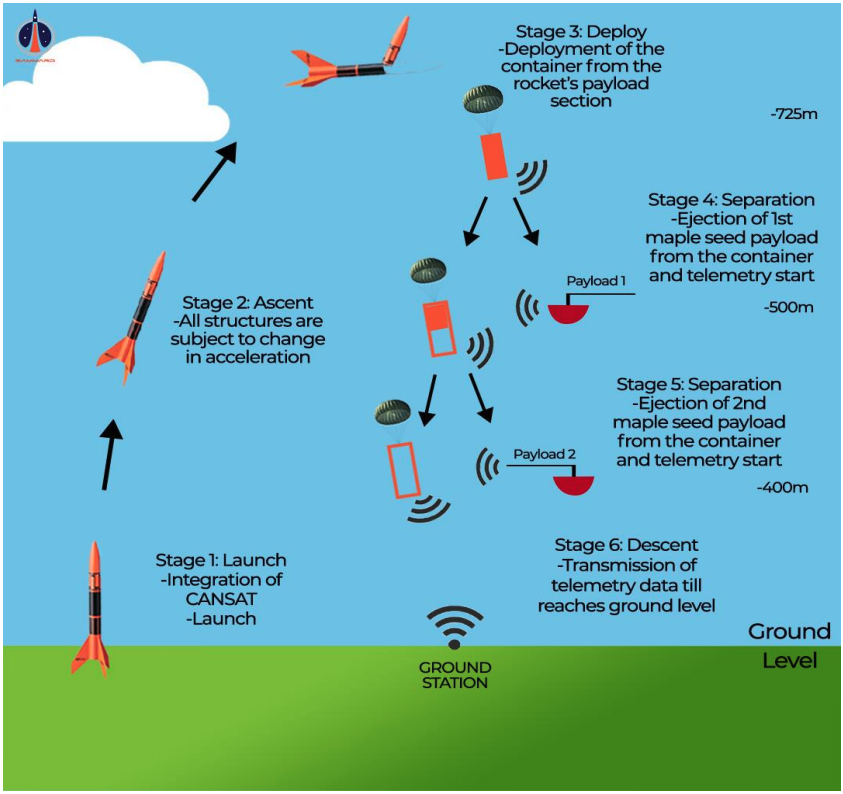 Stage 3: Deploy
-Deployment of the
container from the
rocket's payload
section
-725m
Stage 4: Separation
-Ejection of 1st
maple seed payload
from the container
and telemetry start
Payload 1
-500m
Stage 2: Ascent
-All structures are
subject to change
in acceleration
Stage 5: Separation
-Ejection of 2nd
maple seed payload
from the container
and telemetry start
Payload 2
-400m
Stage 1: Launch
-Integration of
CANSAT
-Launch
Stage 6: Descent
-Transmission of
telemetry data till
reaches ground level
Ground
Level
GROUND
STATION